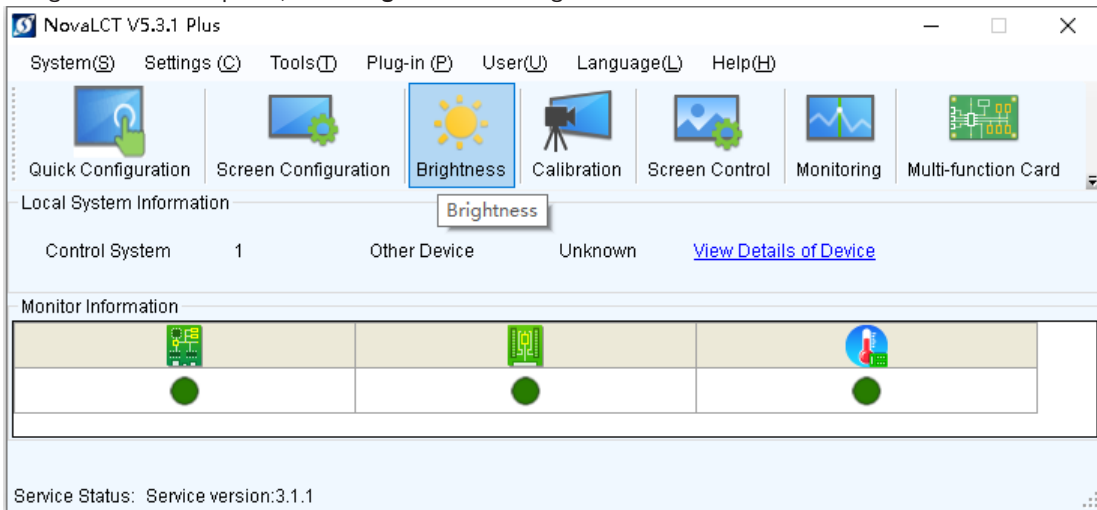 NovaLCT V5.3.1 Plus
System(S) Settings (C) Tools(T) Plug-in (P) User(U) Language(L) Help(H)
Quick Configuration Screen Configuration Brightness Calibration Screen Control Monitoring Multi-function Card
Local System Information
Brightness
Control System 1 Other Device Unknown View Details of Device
Monitor Information
Service Status: Service version:3.1.1